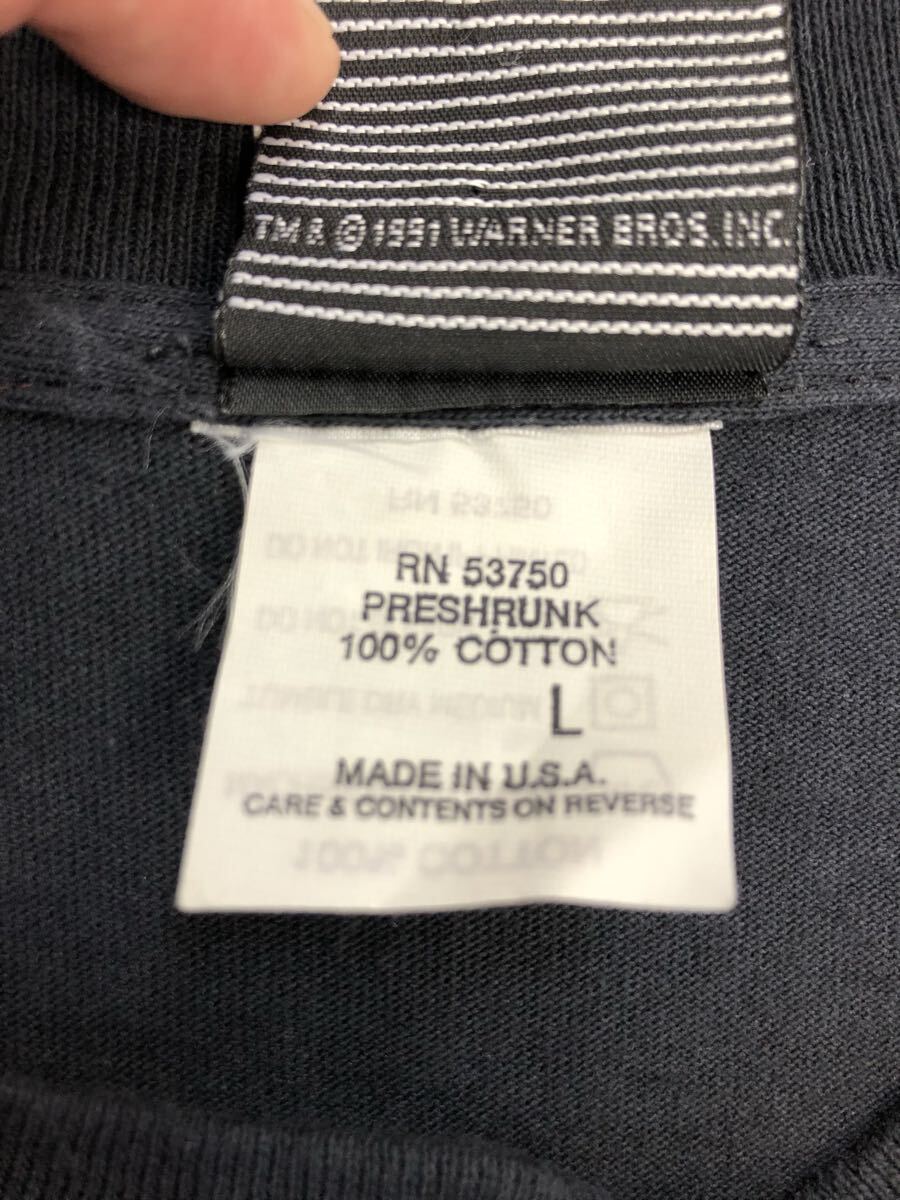 TM & © 1991 WARNER BROS. INC.
RN 53750
PRESHRUNK
100% COTTON
L
MADE IN U.S.A.
CARE & CONTENTS ON REVERSE